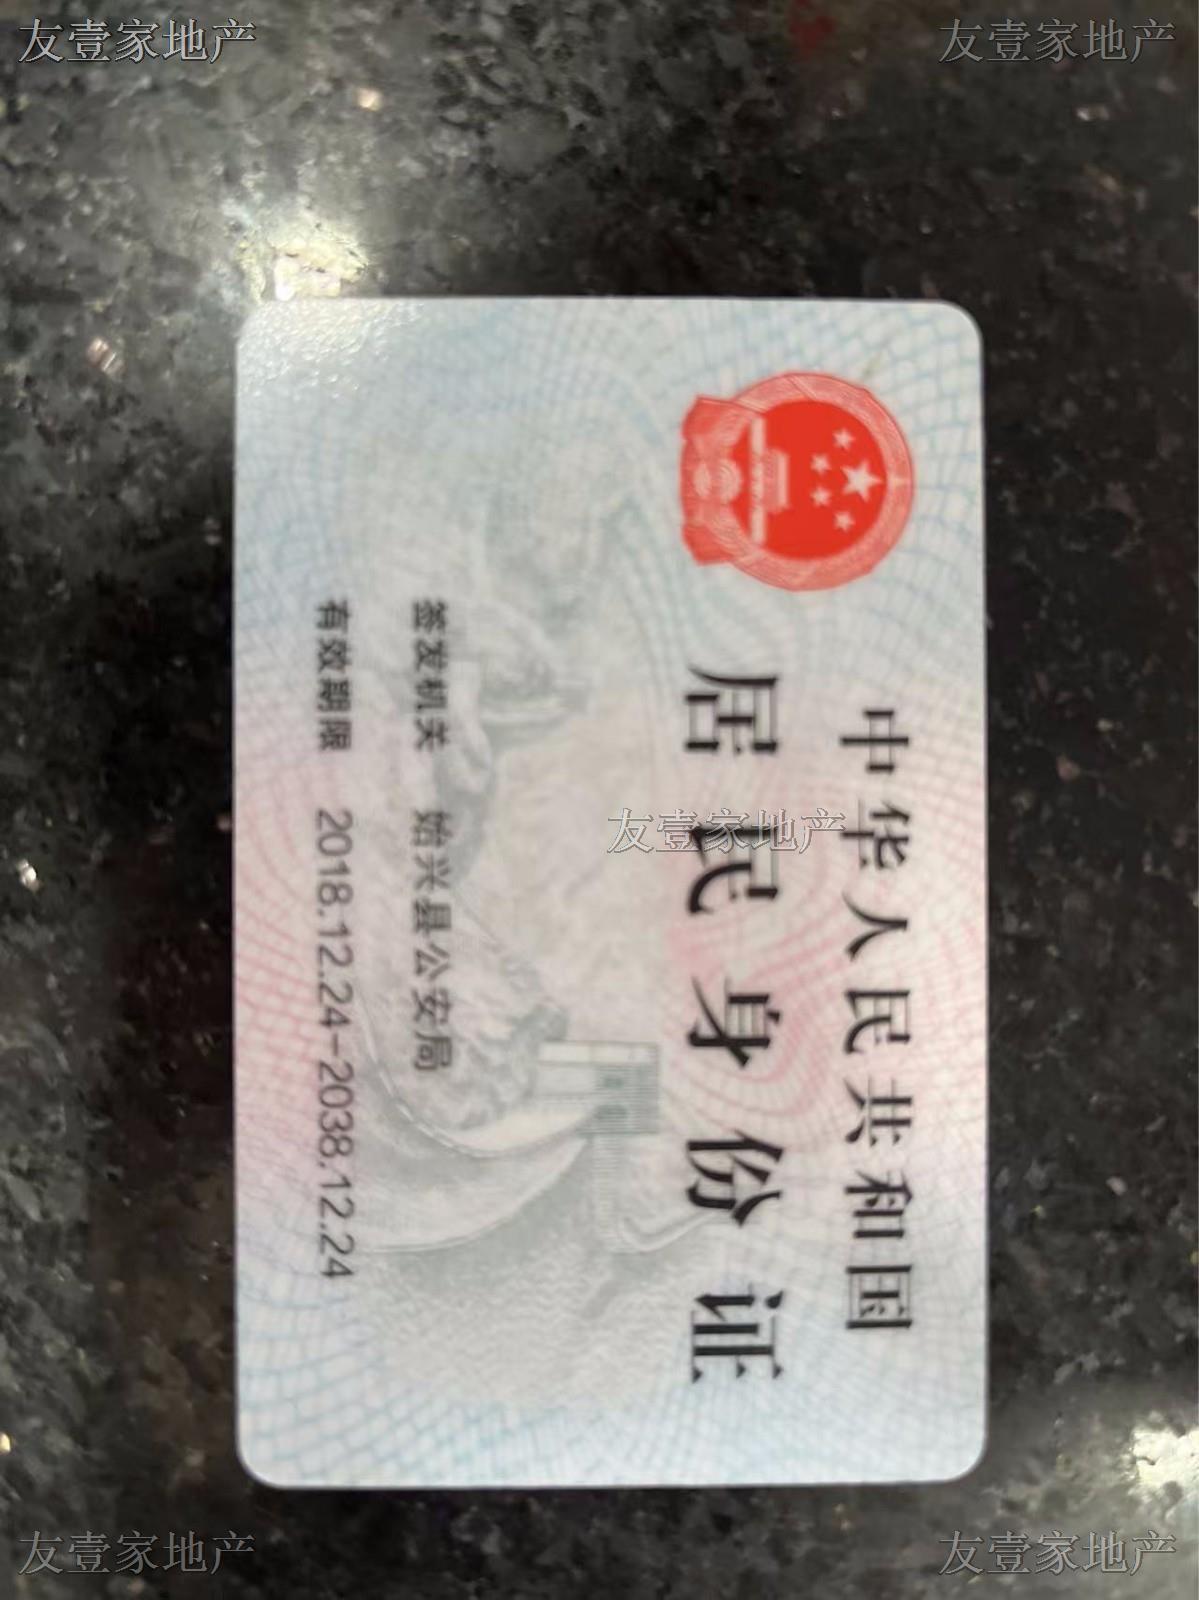 友壹家地产
友壹家地产
中华人民共和国
居民身份证
友壹家地产
签发机关 始兴县公安局
有效期限 2018.12.24-2038.12.24
友壹家地产
友壹家地产